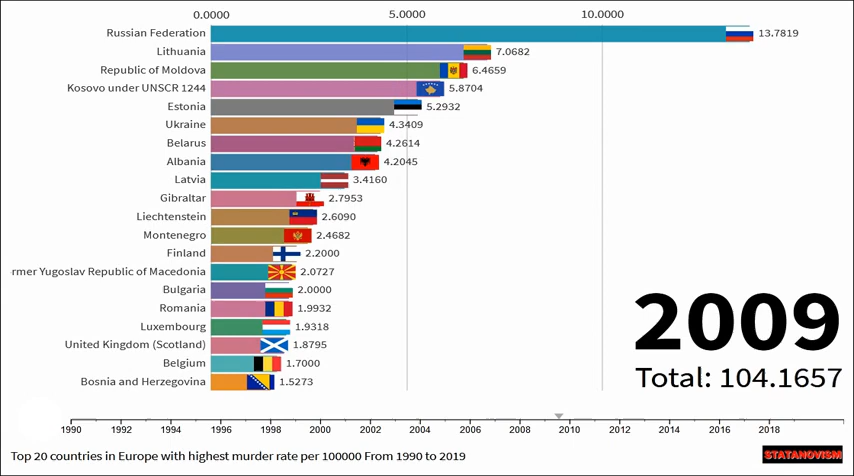 0.0000 5.0000 10.0000
Russian Federation 13.7819
Lithuania 7.0682
Republic of Moldova 6.4659
Kosovo under UNSCR 1244 5.8704
Estonia 5.2932
Ukraine 4.3409
Belarus 4.2614
Albania 4.2045
Latvia 3.4160
Gibraltar 2.7953
Liechtenstein 2.6090
Montenegro 2.4682
Finland 2.2000
rmer Yugoslav Republic of Macedonia 2.0727
Bulgaria 2.0000
Romania 1.9932
Luxembourg 1.9318
United Kingdom (Scotland) 1.8795
Belgium 1.7000
Bosnia and Herzegovina 1.5273
2009
Total: 104.1657
1990 1992 1994 1996 1998 2000 2002 2004 2006 2008 2010 2012 2014 2016 2018
Top 20 countries in Europe with highest murder rate per 100000 From 1990 to 2019
STATANOVISM